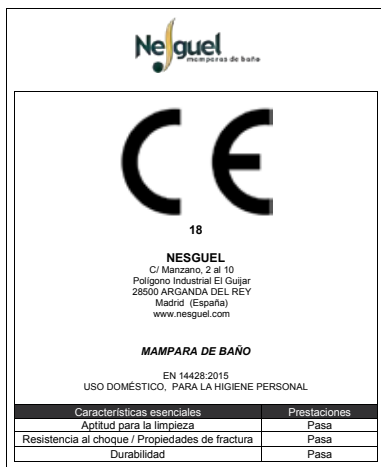 Nesguel
mamparas de baño
CE
18
NESGUEL
C/ Manzano, 2 al 10
Polígono Industrial El Guijar
28500 ARGANDA DEL REY
Madrid (España)
www.nesguel.com
MAMPARA DE BAÑO
EN 14428:2015
USO DOMÉSTICO, PARA LA HIGIENE PERSONAL
Características esenciales Prestaciones
Aptitud para la limpieza Pasa
Resistencia al choque / Propiedades de fractura Pasa
Durabilidad Pasa